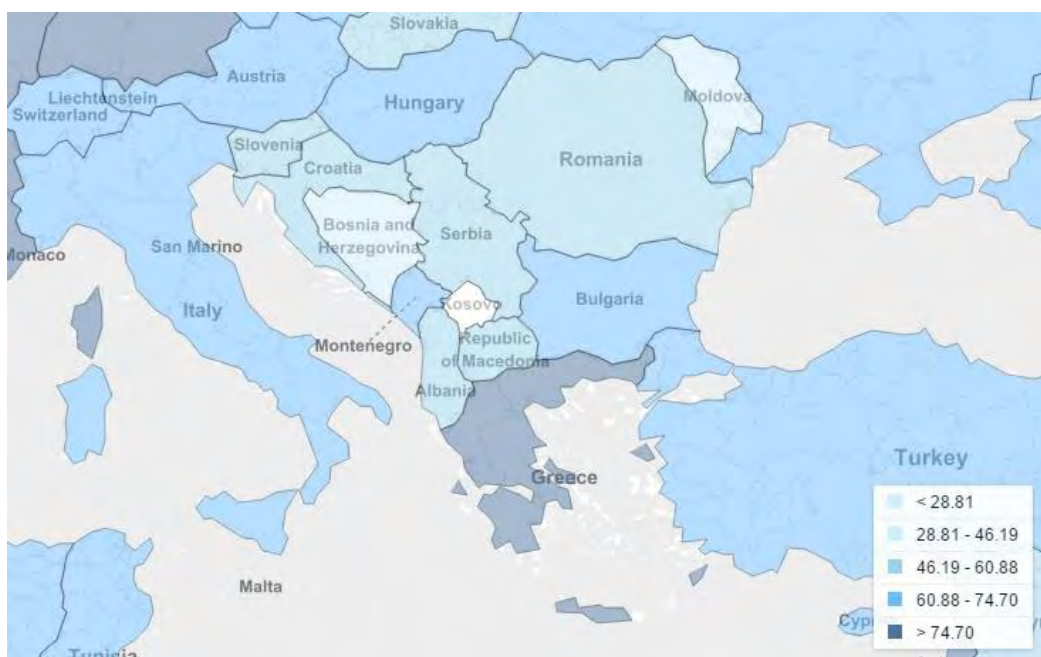 Slovakia
Austria
Liechtenstein
Switzerland
Hungary
Moldova
Slovenia
Croatia
Romania
Bosnia and
Herzegovina
Serbia
Monaco
San Marino
Italy
Kosovo
Bulgaria
Montenegro
Republic
of Macedonia
Albania
Greece
Turkey
Malta
Tunisia
< 28.81
28.81 - 46.19
46.19 - 60.88
60.88 - 74.70
> 74.70